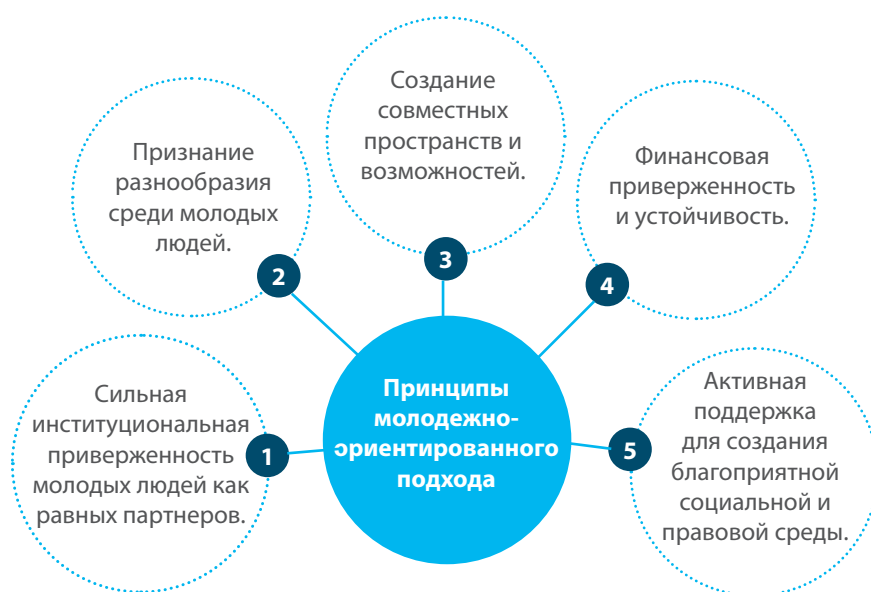 Принципы
молодежно-
ориентированного
подхода
1
Сильная
институциональная
приверженность
молодых людей как
равных партнеров.
2
Признание
разнообразия
среди молодых
людей.
3
Создание
совместных
пространств и
возможностей.
4
Финансовая
приверженность
и устойчивость.
5
Активная
поддержка
для создания
благоприятной
социальной и
правовой среды.